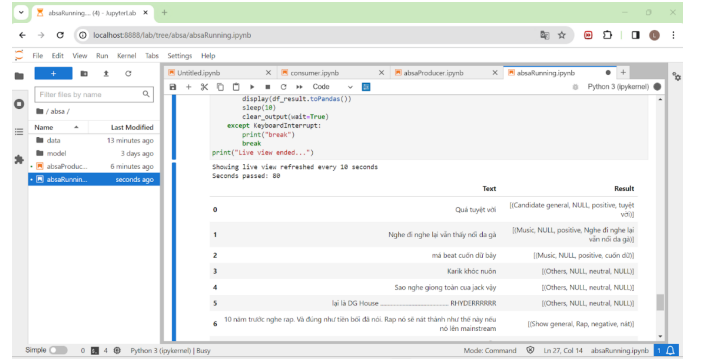 absaRunning.... (4) - JupyterLab
localhost:8888/lab/tree/absa/absaRunning.ipynb
File Edit View Run Kernel Tabs Settings Help
Untitled.ipynb consumer.ipynb absaProducer.ipynb absaRunning.ipynb
Code Python 3 (ipykernel)
Filter files by name
/ absa /
Name Last Modified
data 13 minutes ago
model 3 days ago
absaProduc... 6 minutes ago
absaRunnin... seconds ago
display(df_result.toPandas())
sleep(10)
clear_output(wait=True)
except KeyboardInterrupt:
print("break")
break
print("Live view ended...")
Showing live view refreshed every 10 seconds
Seconds passed: 80
Text Result
0 Quá tuyệt vời [(Candidate general, NULL, positive, tuyệt
vời)]
1 Nghe đi nghe lại vẫn thấy nổi da gà [(Music, NULL, positive, Nghe đi nghe lại
vẫn nổi da gà)]
2 mà beat cuốn dữ bây [(Music, NULL, positive, cuốn dữ)]
3 Karik khóc nuôn [(Others, NULL, neutral, NULL)]
4 Sao nghe giọng toàn của jack vậy [(Others, NULL, neutral, NULL)]
5 lại là DG House RHYDERRRRRR [(Others, NULL, neutral, NULL)]
6 10 năm trước nghe rap. Và đúng như tiên bối đã nói. Rap nó sẽ nát thành như thế này nếu
nó lên mainstream [(Show general, Rap, negative, nát)]
Simple 0 4 Python 3 (ipykernel) | Busy Mode: Command Ln 27, Col 14 absaRunning.ipynb 1